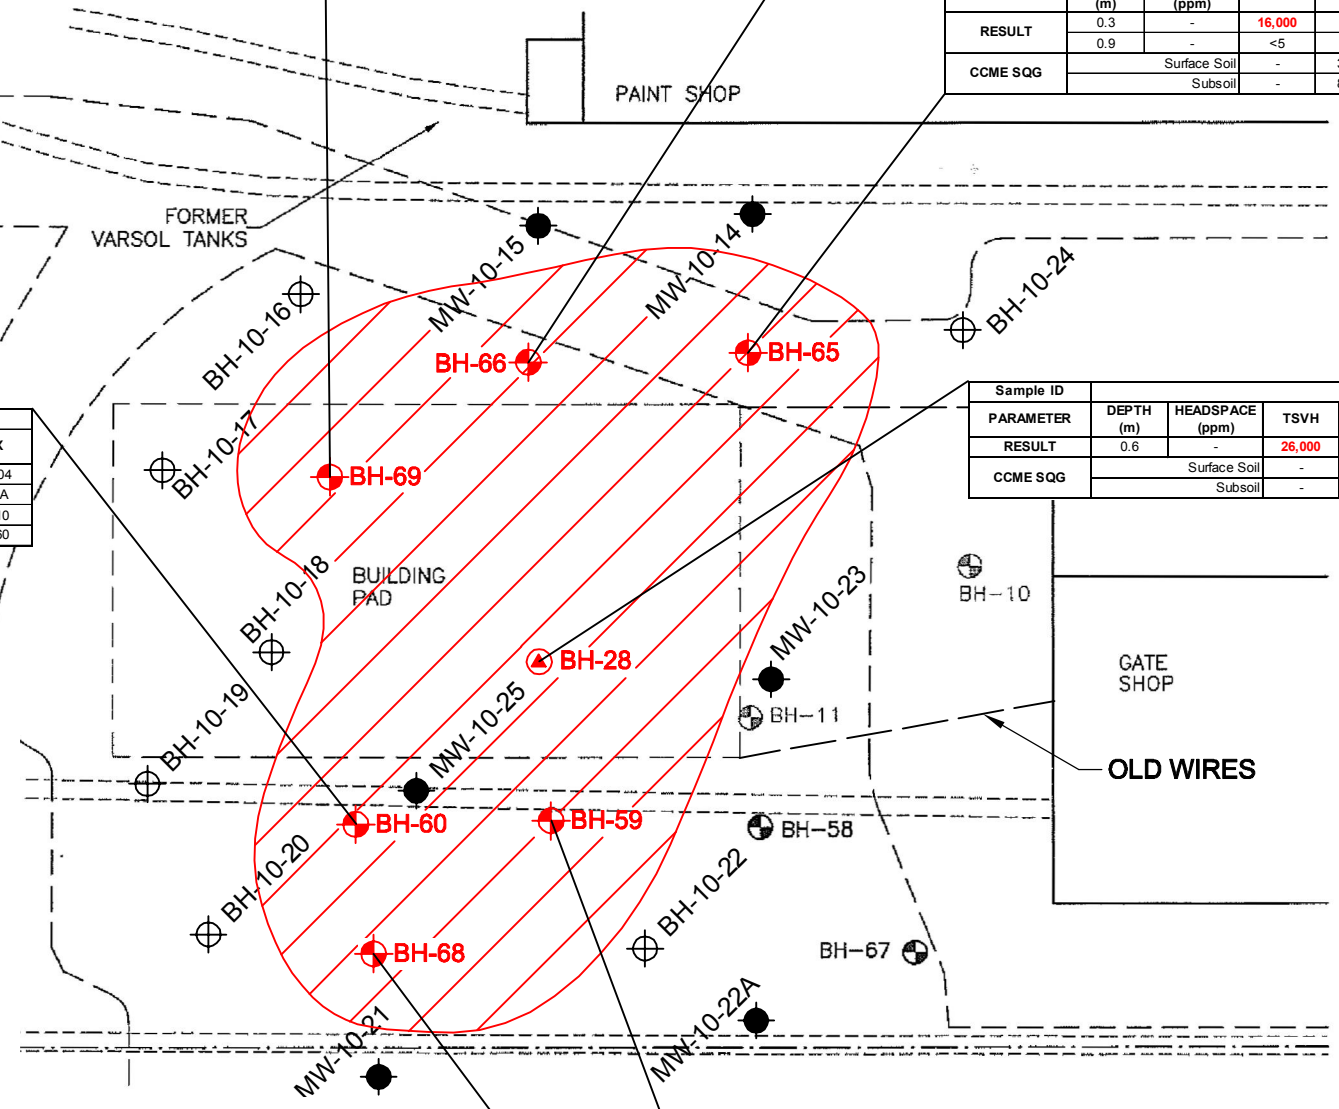 (m) (ppm)
RESULT 0.3 - 16,000
0.9 - <5
CCME SQG Surface Soil -
Subsoil -
PAINT SHOP
FORMER
VARSOL TANKS
MW-10-15
MW-10-14
BH-10-24
BH-10-16
BH-66
BH-65
Sample ID
PARAMETER DEPTH (m) HEADSPACE (ppm) TSVH
RESULT 0.6 - 26,000
CCME SQG Surface Soil -
Subsoil -
BH-10-17
BH-69
X
04
A
10
60
BH-10-18
BUILDING
PAD
MW-10-23
BH-10
BH-28
GATE
SHOP
BH-10-19
MW-10-25
BH-11
OLD WIRES
BH-60
BH-59
BH-58
BH-10-20
BH-10-22
BH-68
BH-67
MW-10-21
MW-10-22A